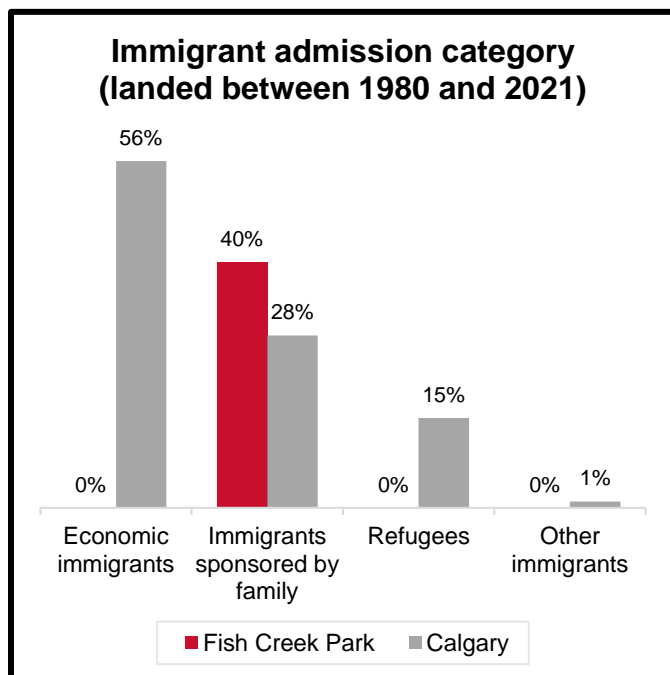 Immigrant admission category
(landed between 1980 and 2021)
56%
40%
28%
15%
0%
0%
0%
1%
Economic
immigrants
Immigrants
sponsored by
family
Refugees
Other
immigrants
Fish Creek Park
Calgary